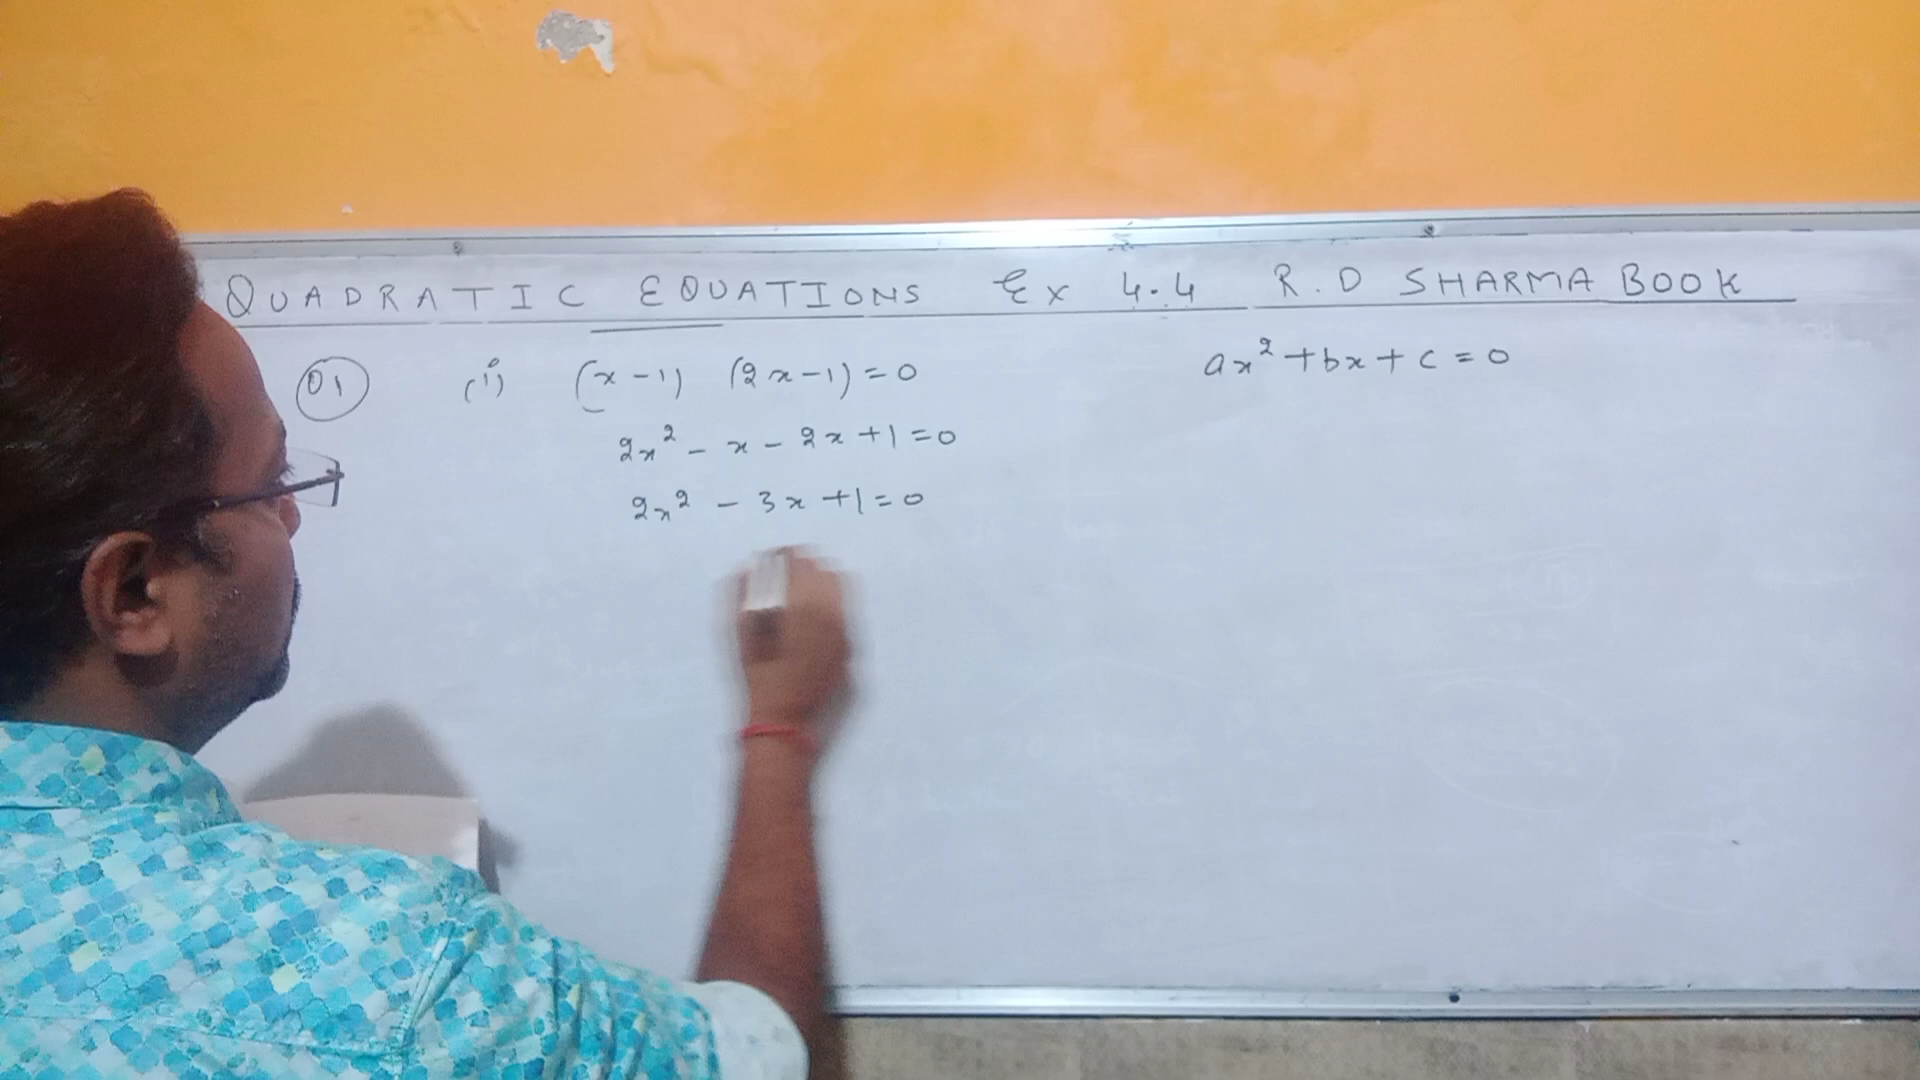 QUADRATIC EQUATIONS Ex 4.4 R.D SHARMA BOOK
01 (i) (x-1) (2x-1)=0
ax²+bx+c=0
2x²-x-2x+1=0
2x²-3x+1=0